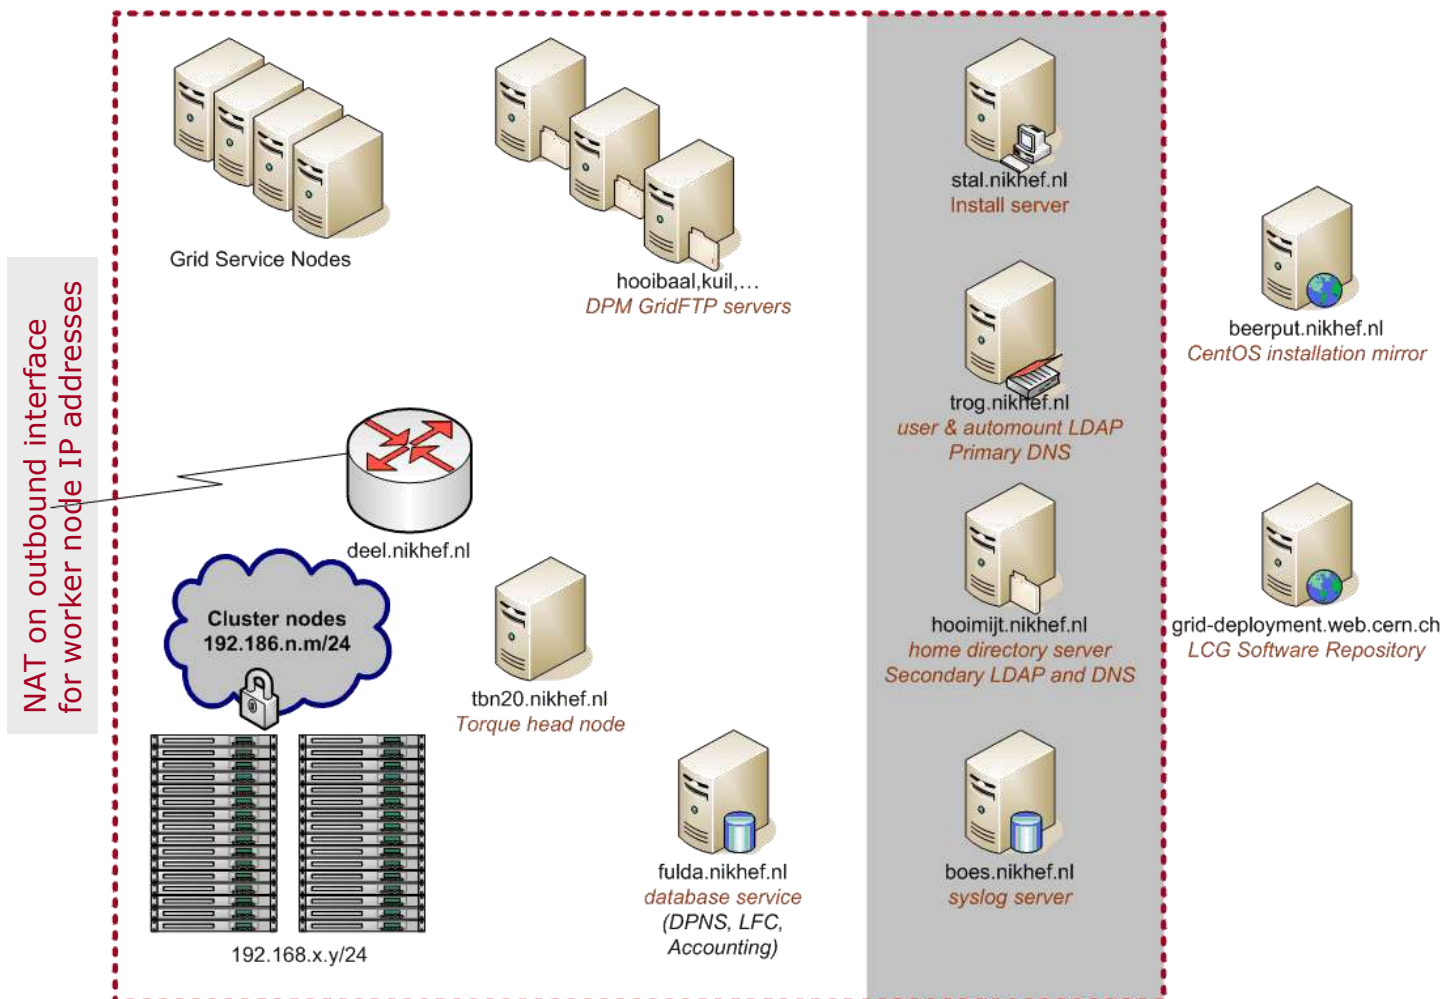 NAT on outbound interface
for worker node IP addresses
Grid Service Nodes
hooibaal,kuil,...
DPM GridFTP servers
stal.nikhef.nl
Install server
beerput.nikhef.nl
CentOS installation mirror
trog.nikhef.nl
user & automount LDAP
Primary DNS
deel.nikhef.nl
Cluster nodes
192.186.n.m/24
tbn20.nikhef.nl
Torque head node
hooimijt.nikhef.nl
home directory server
Secondary LDAP and DNS
grid-deployment.web.cern.ch
LCG Software Repository
fulda.nikhef.nl
database service
(DPNS, LFC,
Accounting)
boes.nikhef.nl
syslog server
192.168.x.y/24